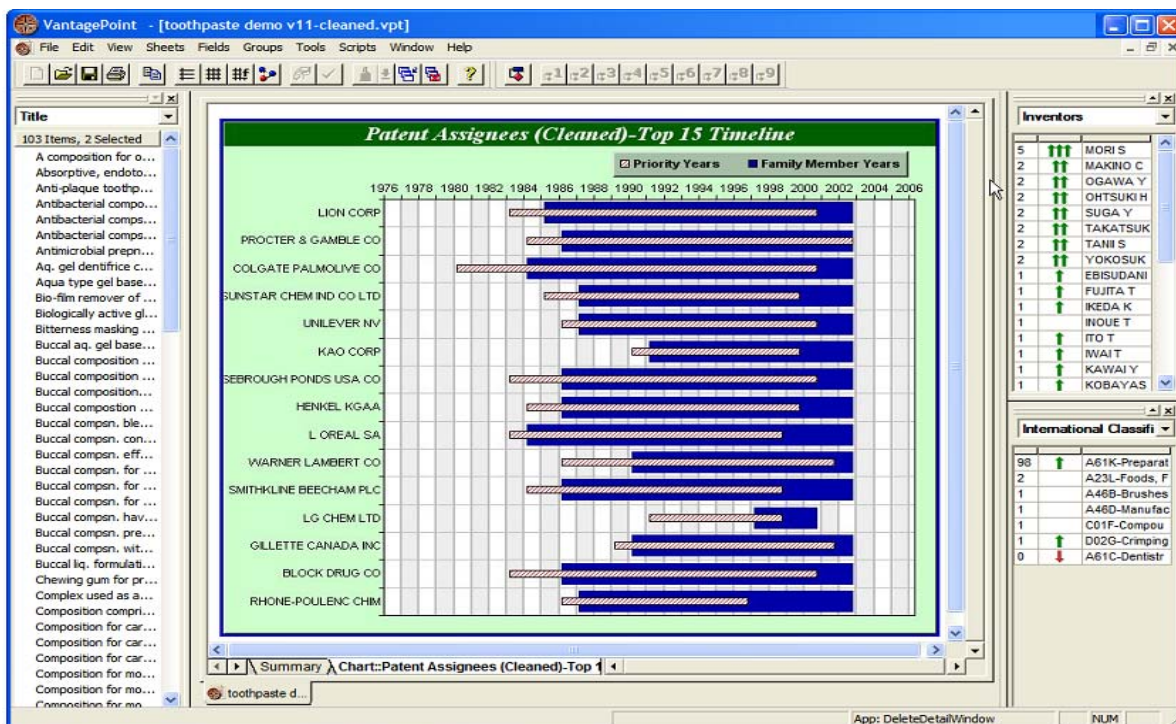 VantagePoint - [toothpaste demo v11-cleaned.vpt]
File Edit View Sheets Fields Groups Tools Scripts Window Help
1 2 3 4 5 6 7 8 9
Title
103 Items, 2 Selected
A composition for o...
Absorptive, endoto...
Anti-plaque toothp...
Antibacterial compo...
Antibacterial comps...
Antibacterial comps...
Antimicrobial prepn...
Aq. gel dentifrice c...
Aqua type gel base...
Bio-film remover of ...
Biologically active gl...
Bitterness masking ...
Buccal aq. gel base...
Buccal composition ...
Buccal composition ...
Buccal composition...
Buccal compostion ...
Buccal compsn. ble...
Buccal compsn. con...
Buccal compsn. eff...
Buccal compsn. for ...
Buccal compsn. for ...
Buccal compsn. for ...
Buccal compsn. hav...
Buccal compsn. pre...
Buccal compsn. wit...
Buccal liq. formulati...
Chewing gum for pr...
Complex used as a...
Composition compri...
Composition for car...
Composition for car...
Composition for car...
Composition for mo...
Composition for mo...
Composition for mo...
Patent Assignees (Cleaned)-Top 15 Timeline
Priority Years Family Member Years
1976 1978 1980 1982 1984 1986 1988 1990 1992 1994 1996 1998 2000 2002 2004 2006
LION CORP
PROCTER & GAMBLE CO
COLGATE PALMOLIVE CO
SUNSTAR CHEM IND CO LTD
UNILEVER NV
KAO CORP
SEBROUGH PONDS USA CO
HENKEL KGAA
L OREAL SA
WARNER LAMBERT CO
SMITHKLINE BEECHAM PLC
LG CHEM LTD
GILLETTE CANADA INC
BLOCK DRUG CO
RHONE-POULENC CHIM
Summary Chart::Patent Assignees (Cleaned)-Top 1
toothpaste d...
Inventors
5 MORI S
2 MAKINO C
2 OGAWA Y
2 OHTSUKI H
2 SUGA Y
2 TAKATSUK
2 TANII S
2 YOKOSUK
1 EBISUDANI
1 FUJITA T
1 IKEDA K
1 INOUE T
1 ITO T
1 IWAI T
1 KAWAI Y
1 KOBAYAS
International Classifi
98 A61K-Preparat
2 A23L-Foods, F
1 A46B-Brushes
1 A46D-Manufac
1 C01F-Compou
1 D02G-Crimping
0 A61C-Dentistr
App: DeleteDetailWindow NUM